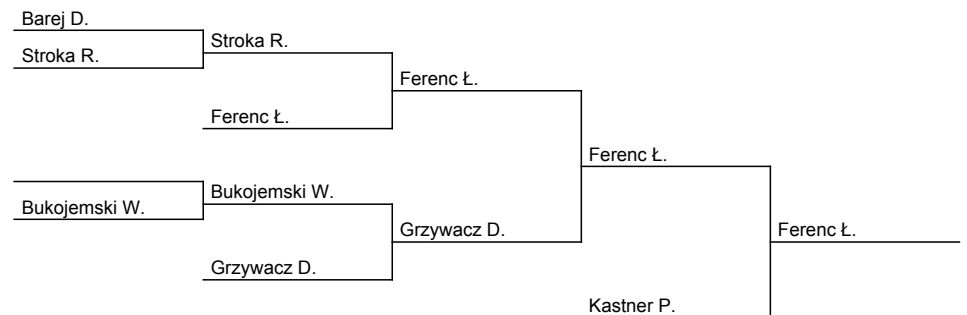 Barej D.
Stroka R.
Stroka R.
Ferenc Ł.
Ferenc Ł.
Ferenc Ł.
Bukojemski W.
Bukojemski W.
Grzywacz D.
Ferenc Ł.
Grzywacz D.
Kastner P.